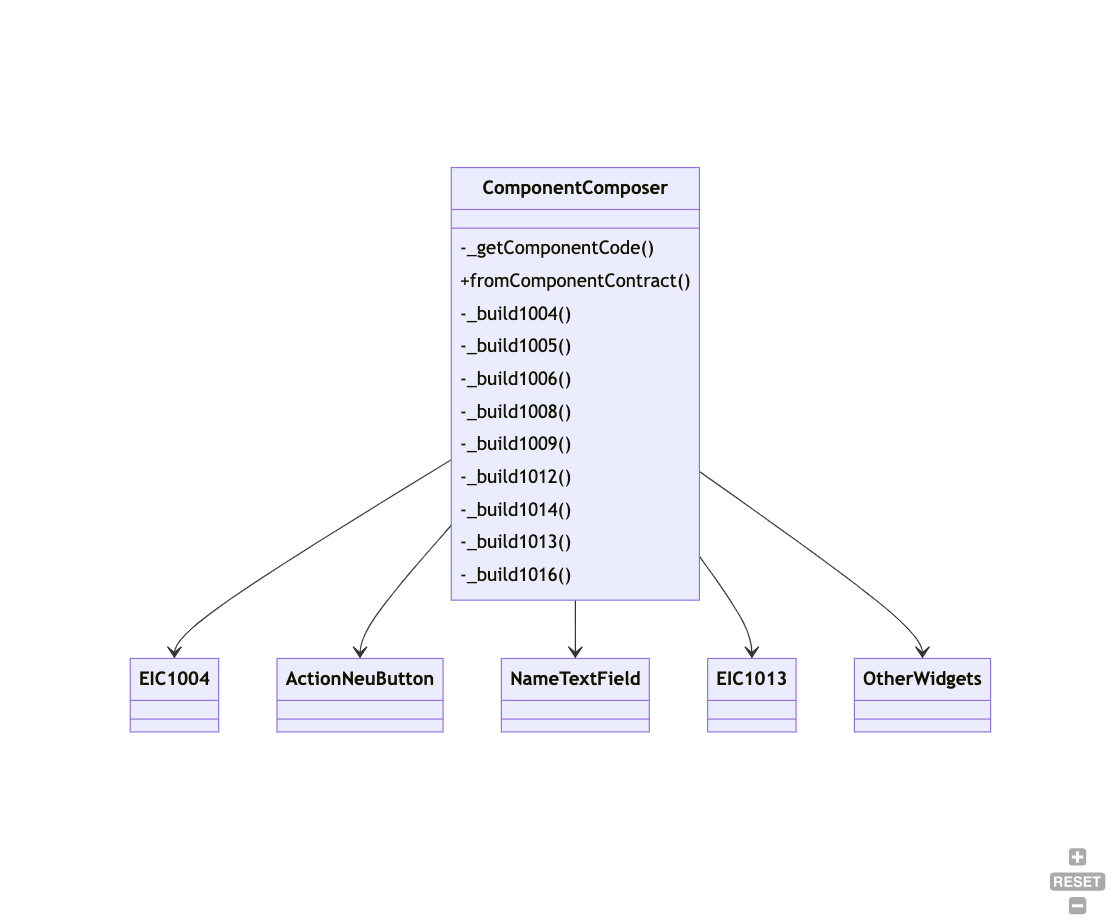 ComponentComposer
-_getComponentCode()
+fromComponentContract()
-_build1004()
-_build1005()
-_build1006()
-_build1008()
-_build1009()
-_build1012()
-_build1014()
-_build1013()
-_build1016()
EIC1004
ActionNeuButton
NameTextField
EIC1013
OtherWidgets
+
RESET
−